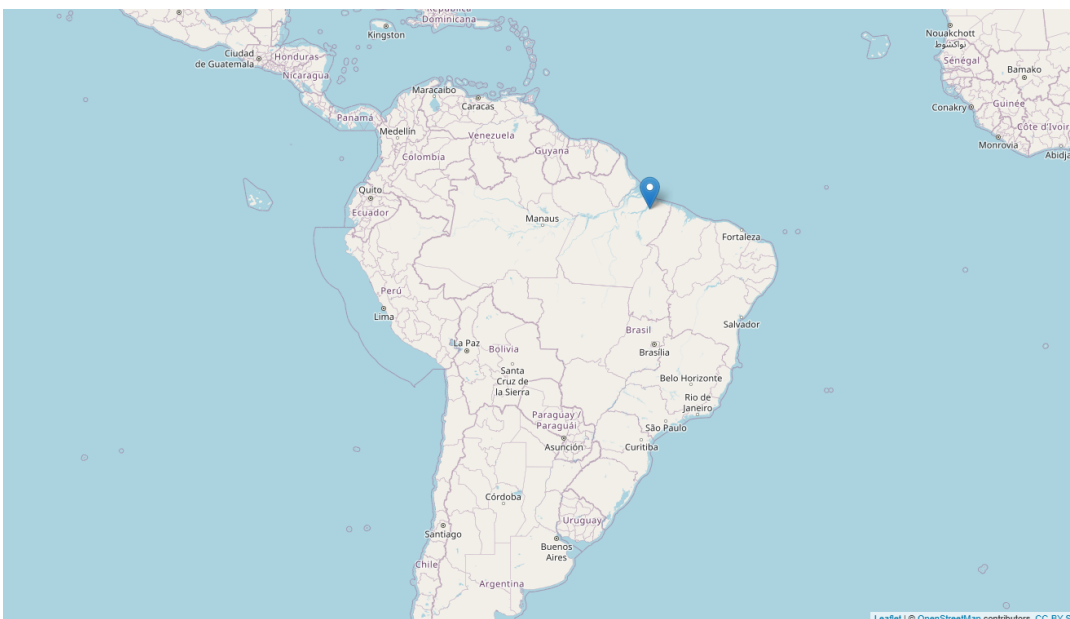 República
Dominicana
Kingston
Nouakchott
نواكشوط
Ciudad
de Guatemala
Honduras
Nicaragua
Sénégal
Bamako
Maracaibo
Caracas
Conakry
Guinée
Panamá
Medellín
Venezuela
Côte d'Ivoir
Monrovia
Abidja
Colombia
Guyana
Quito
Ecuador
Manaus
Fortaleza
Perú
Lima
Salvador
Brasil
La Paz
Bolivia
Brasília
Santa
Cruz de
la Sierra
Belo Horizonte
Rio de
Janeiro
Paraguay /
Paraguái
São Paulo
Asunción
Curitiba
Córdoba
Uruguay
Santiago
Buenos
Aires
Chile
Argentina
Leaflet | © OpenStreetMap contributors, CC BY S